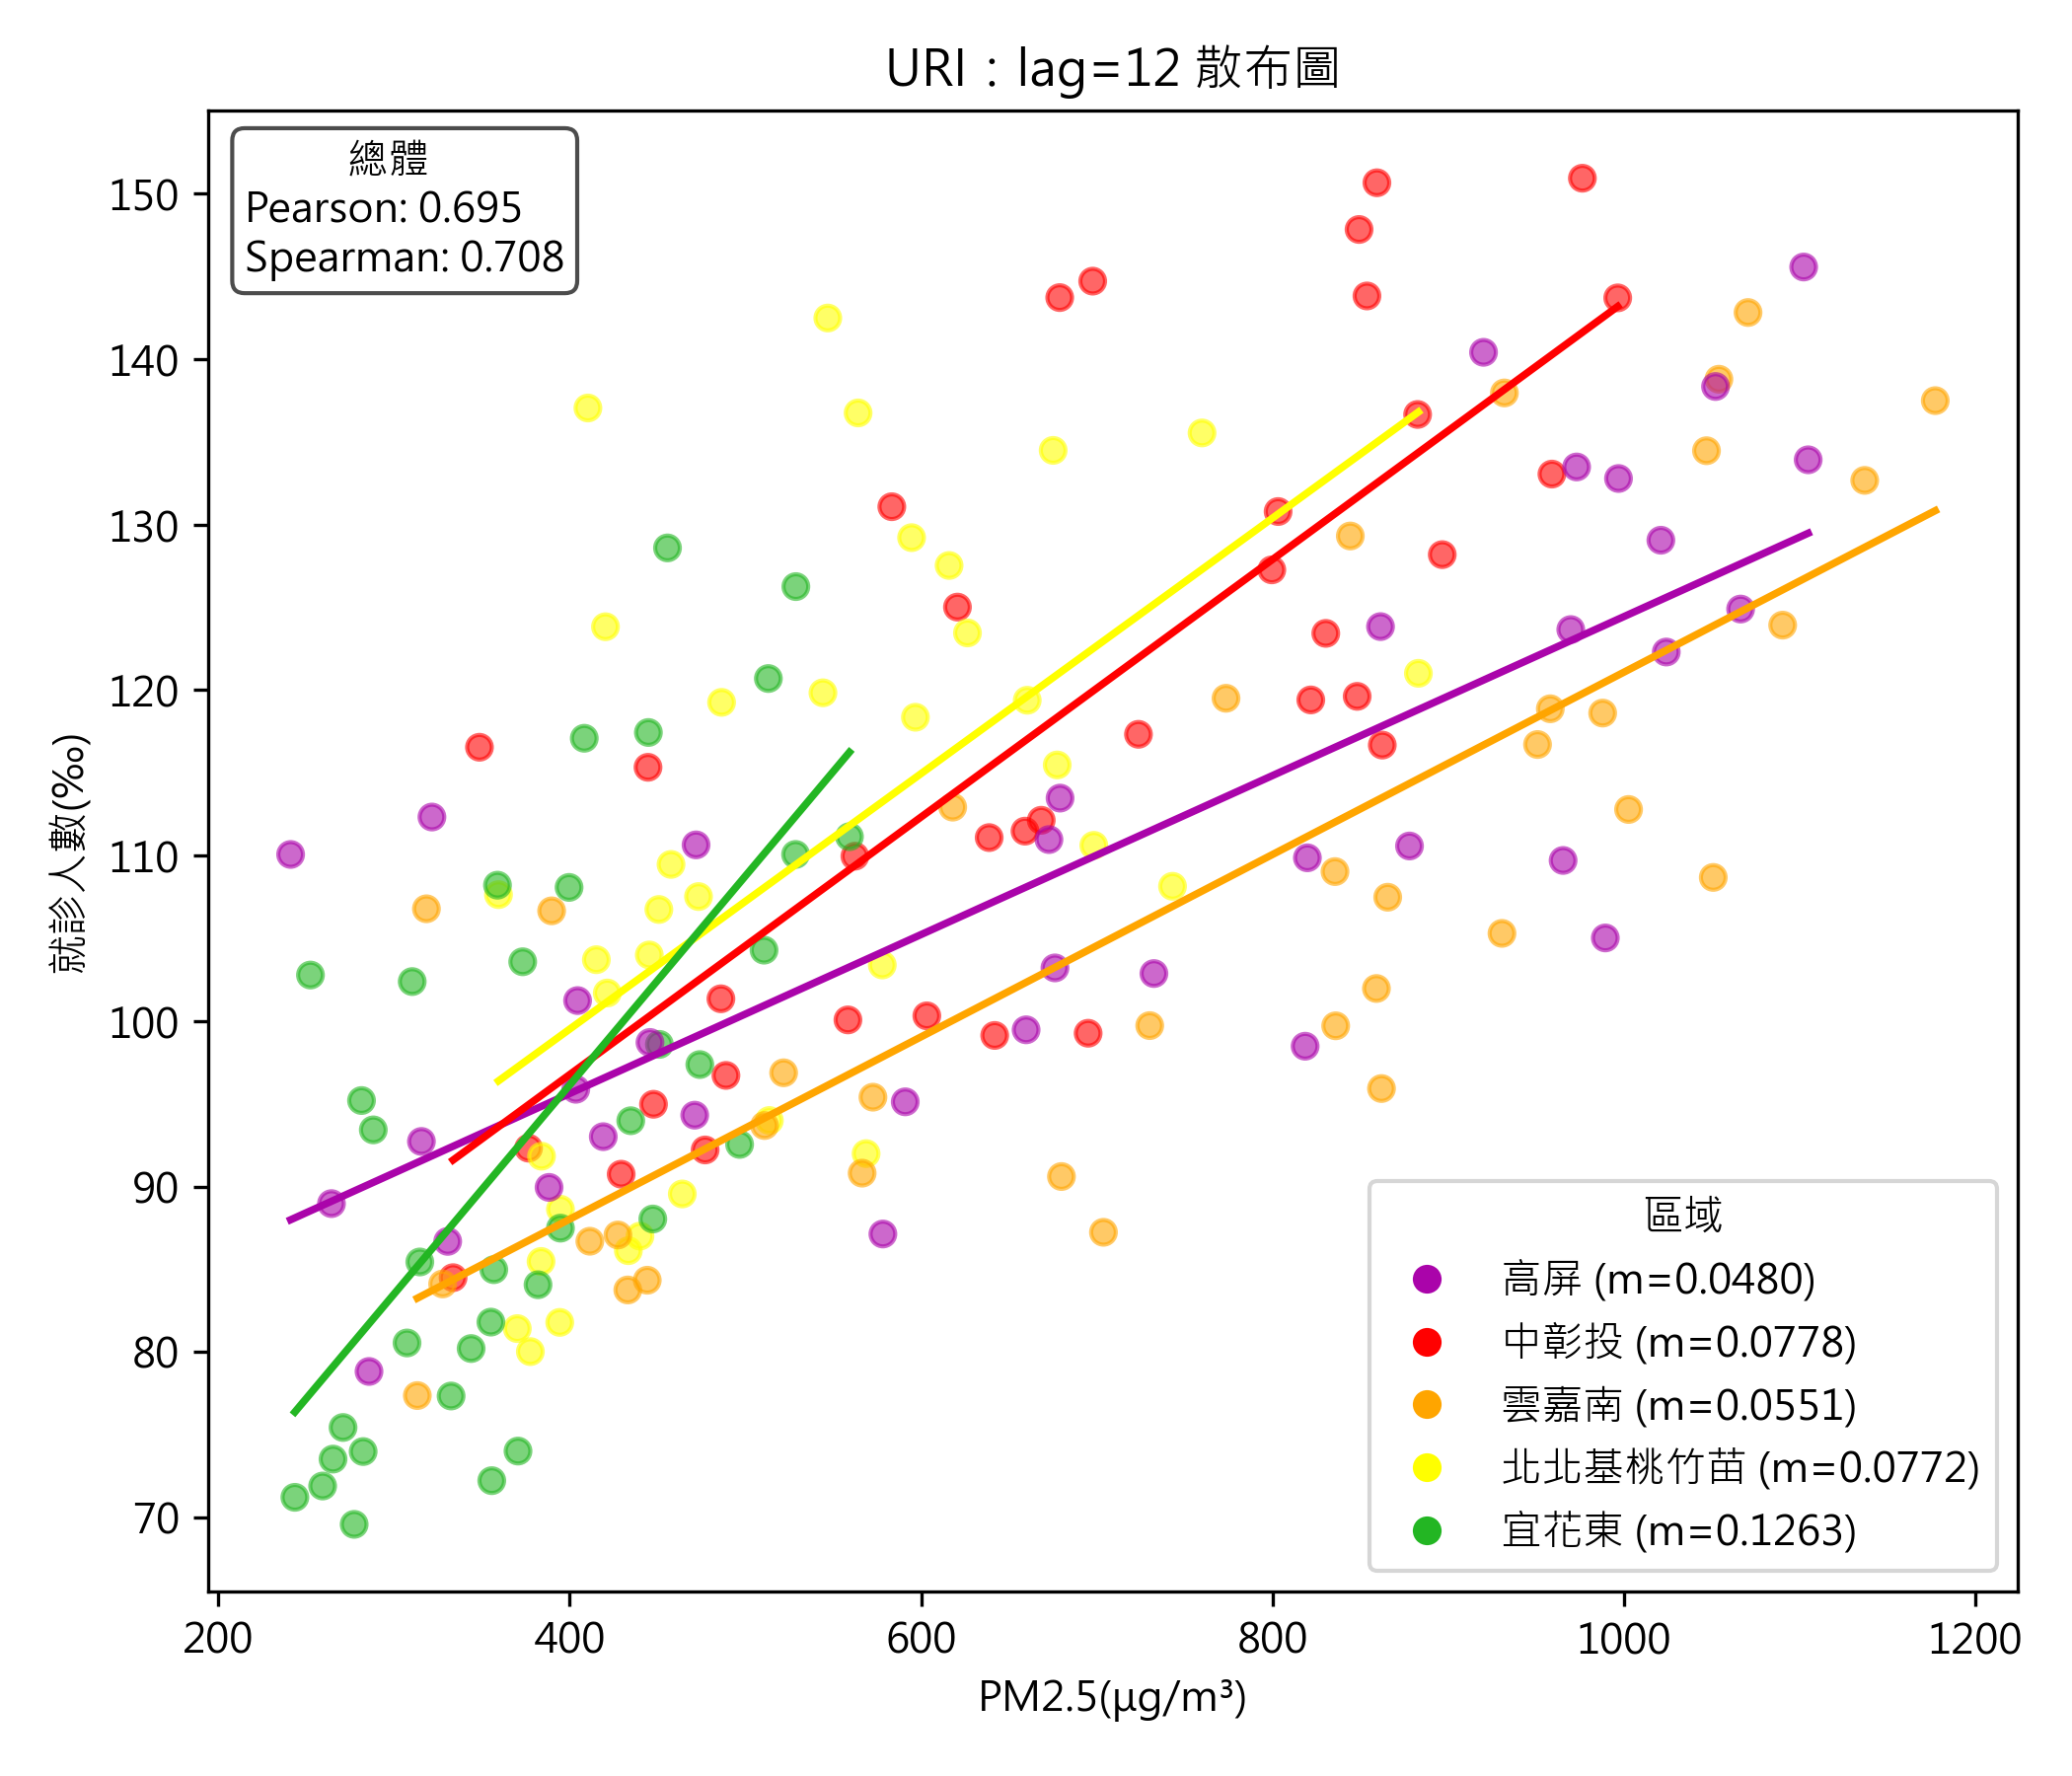 URI：lag=12 散布圖
總體
Pearson: 0.695
Spearman: 0.708
就診人數(‰)
150
140
130
120
110
100
90
80
70
區域
高屏 (m=0.0480)
中彰投 (m=0.0778)
雲嘉南 (m=0.0551)
北北基桃竹苗 (m=0.0772)
宜花東 (m=0.1263)
200 400 600 800 1000 1200
PM2.5(μg/m³)